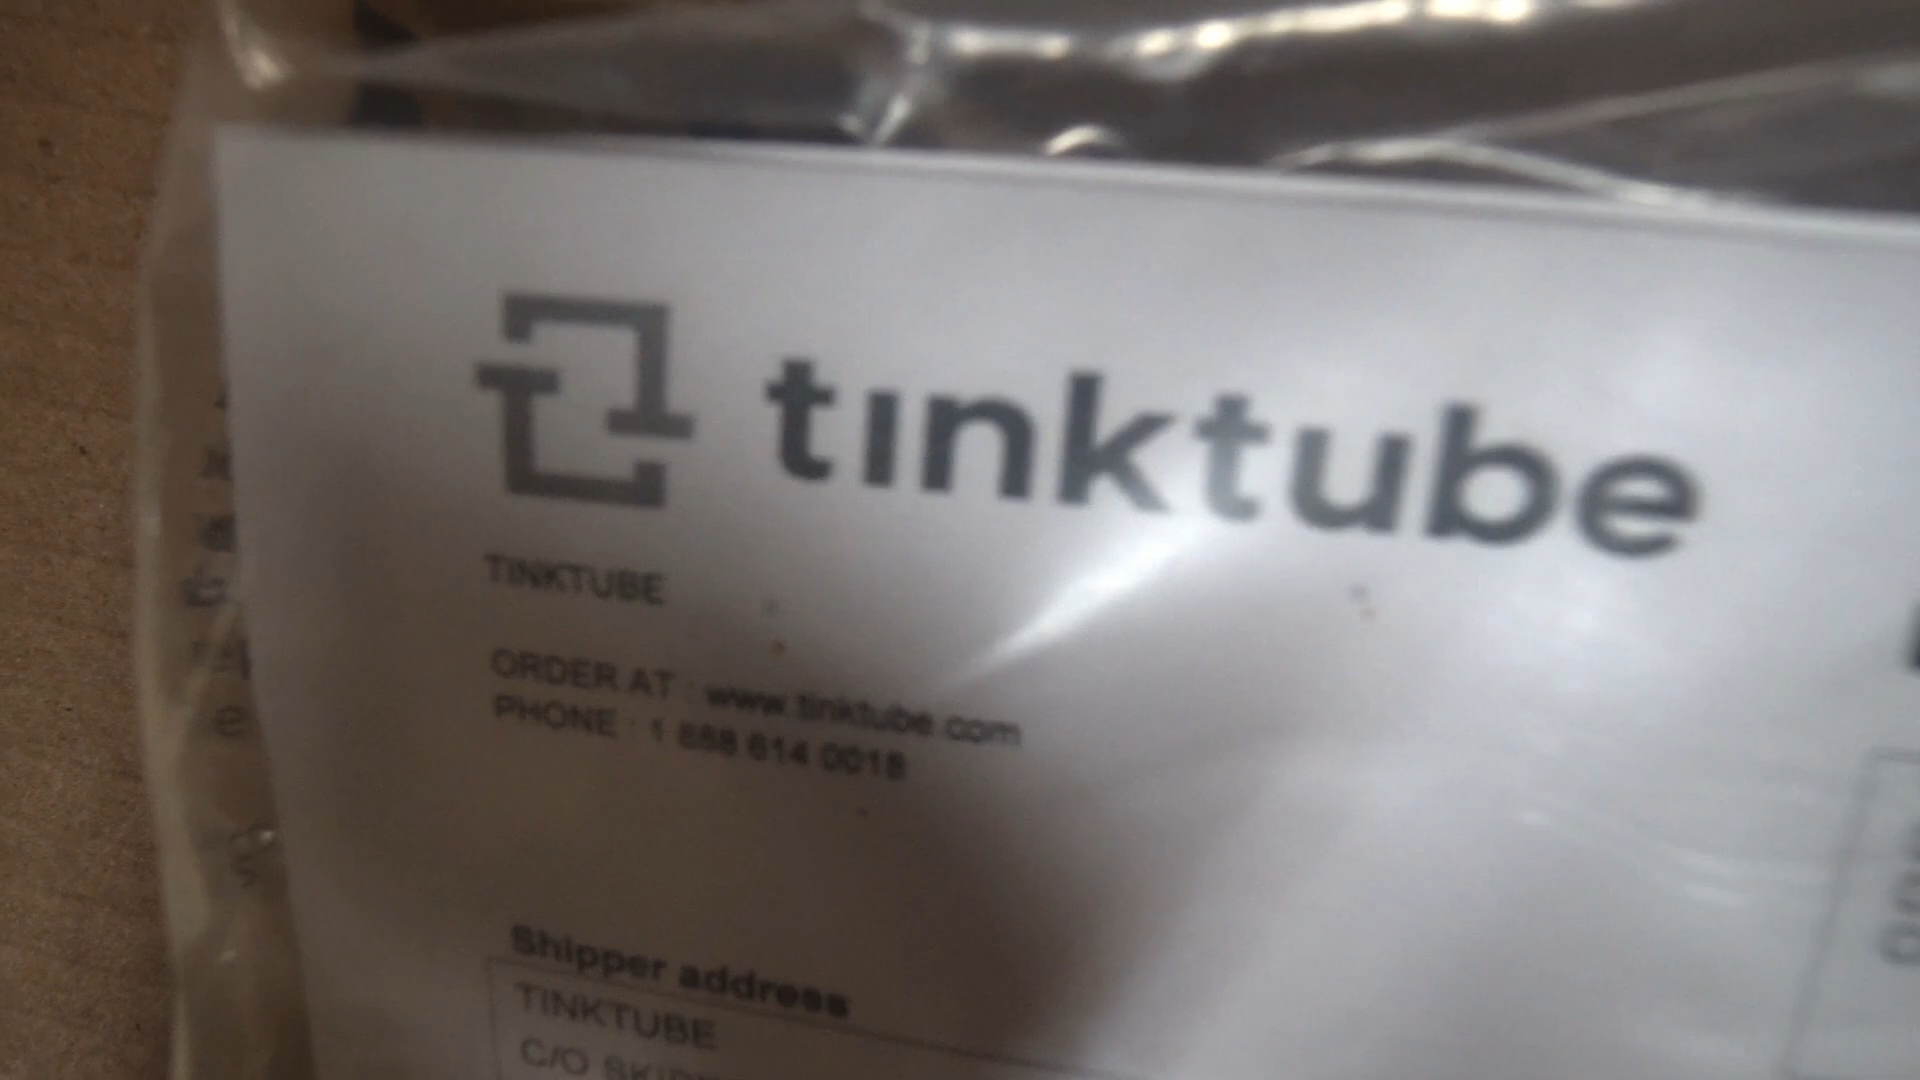 tinktube
TINKTUBE
ORDER AT : www.tinktube.com
PHONE : 1 888 614 0018
Shipper address
TINKTUBE
C/O